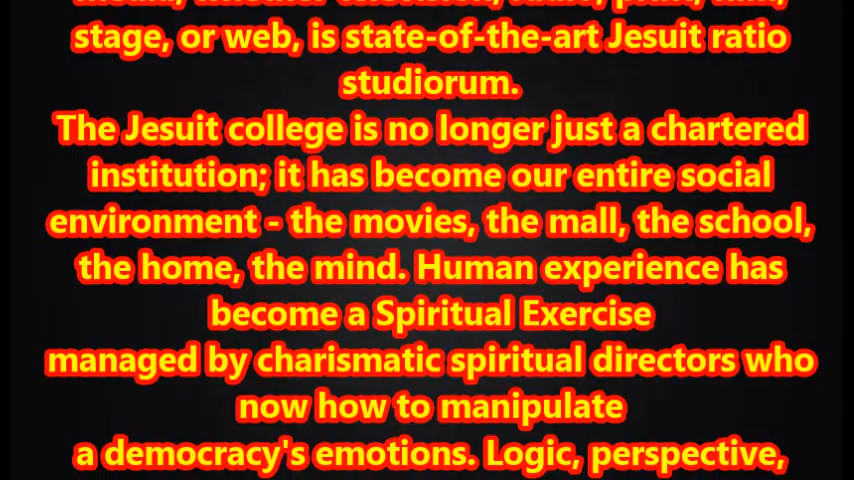 stage, or web, is state-of-the-art Jesuit ratio
studiorum.
The Jesuit college is no longer just a chartered
institution; it has become our entire social
environment - the movies, the mall, the school,
the home, the mind. Human experience has
become a Spiritual Exercise
managed by charismatic spiritual directors who
now how to manipulate
a democracy's emotions. Logic, perspective,